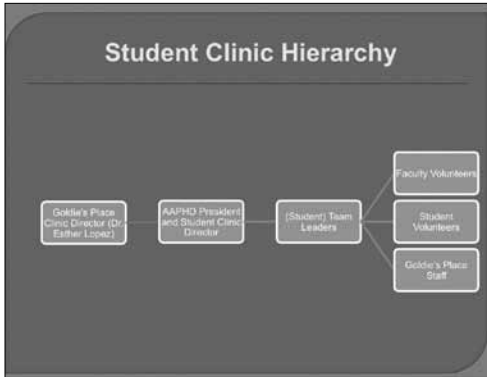 Student Clinic Hierarchy
Goldie's Place
Clinic Director (Dr.
Esther Lopez)
AAPHD President
and Student Clinic
Director
(Student) Team
Leaders
Faculty Volunteers
Student
Volunteers
Goldie's Place
Staff